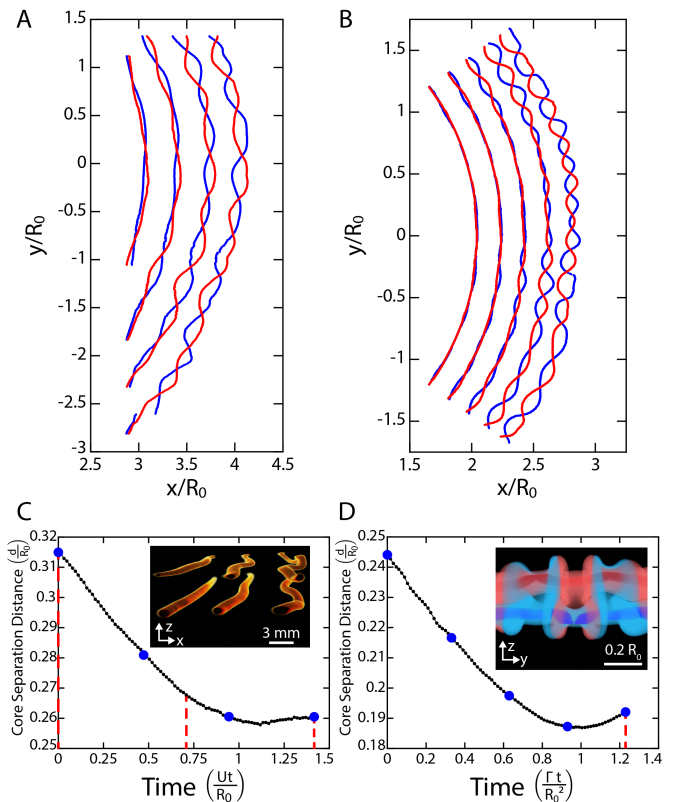 A
B
1.5
1
0.5
0
-0.5
-1
-1.5
-2
-2.5
-3
y/R0
2.5 3 3.5 4 4.5
x/R0
1.5
1
0.5
0
-0.5
-1
-1.5
y/R0
1.5 2 2.5 3
x/R0
C
D
Core Separation Distance (d/R0)
0.32
0.31
0.3
0.29
0.28
0.27
0.26
0.25
z
x
3 mm
0 0.25 0.5 0.75 1 1.25 1.5
Time (Ut/R0)
Core Separation Distance (d/R0)
0.25
0.24
0.23
0.22
0.21
0.2
0.19
0.18
z
y
0.2 R0
0 0.2 0.4 0.6 0.8 1 1.2 1.4
Time (Γt/R0²)